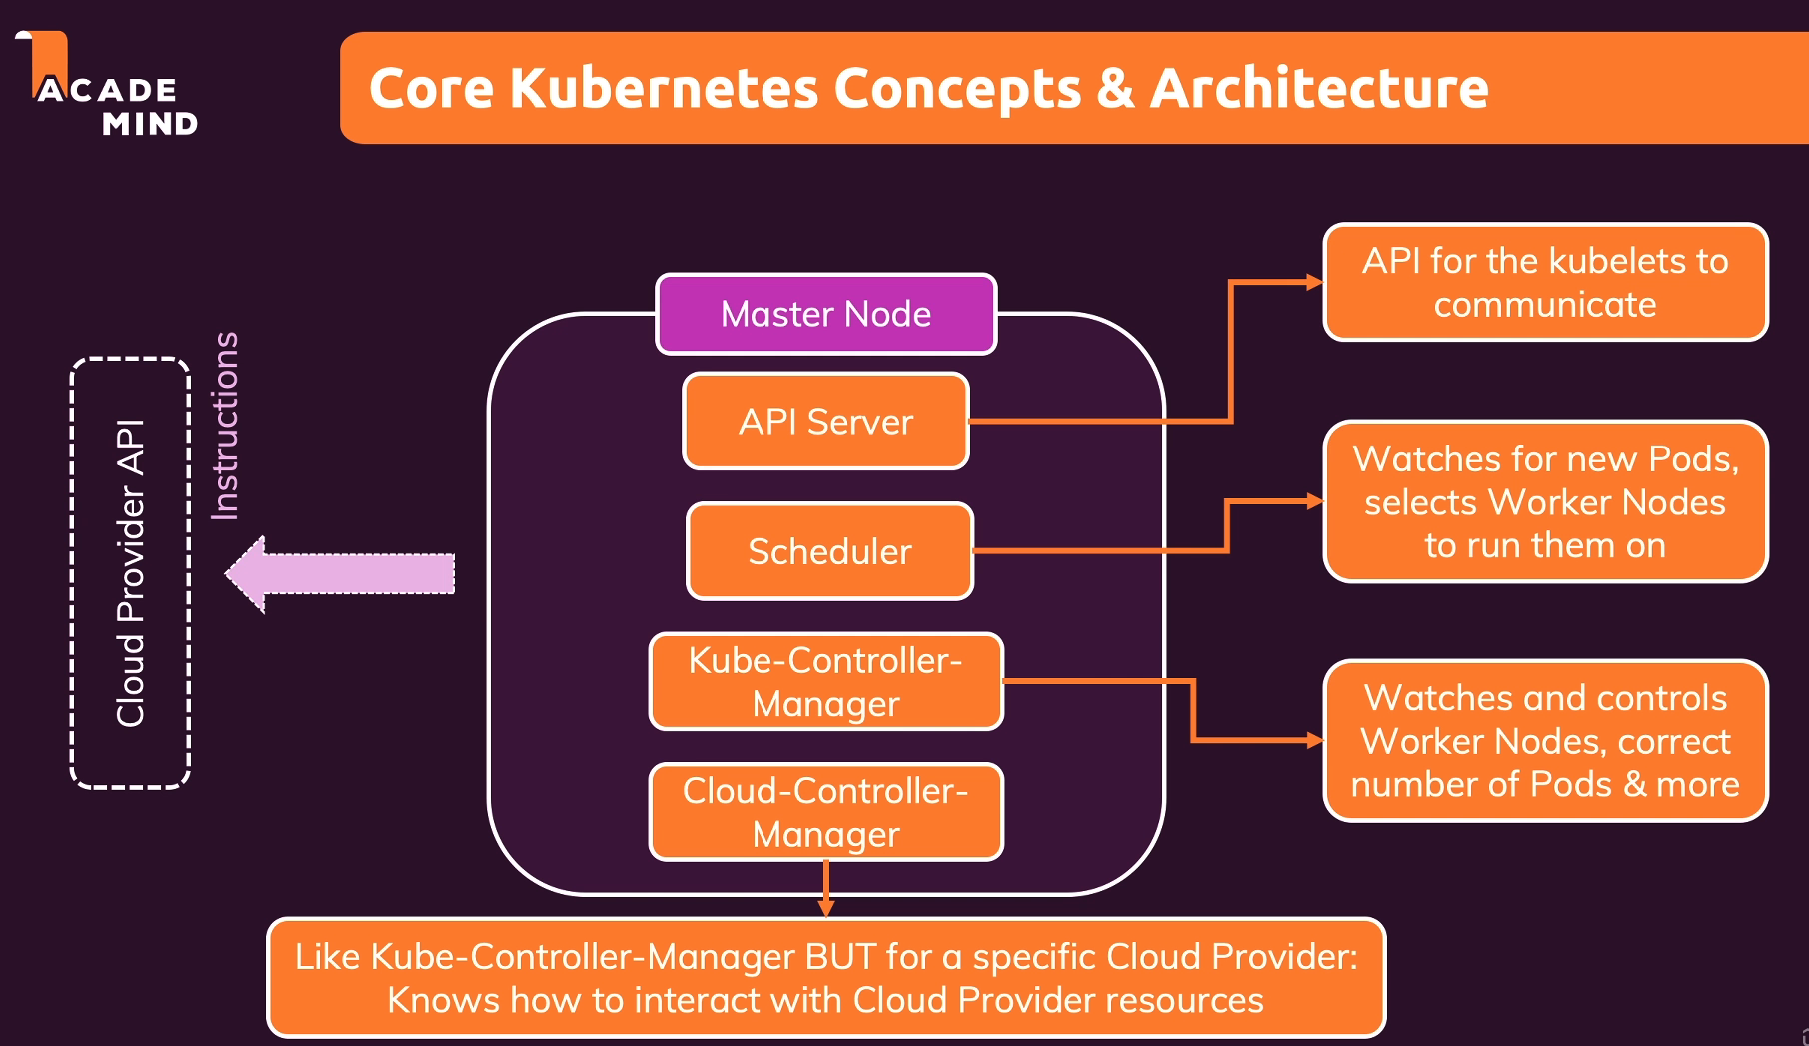 ACADE
MIND
Core Kubernetes Concepts & Architecture
Master Node
API Server
Scheduler
Kube-Controller-
Manager
Cloud-Controller-
Manager
API for the kubelets to
communicate
Watches for new Pods,
selects Worker Nodes
to run them on
Watches and controls
Worker Nodes, correct
number of Pods & more
Instructions
Cloud Provider API
Like Kube-Controller-Manager BUT for a specific Cloud Provider:
Knows how to interact with Cloud Provider resources